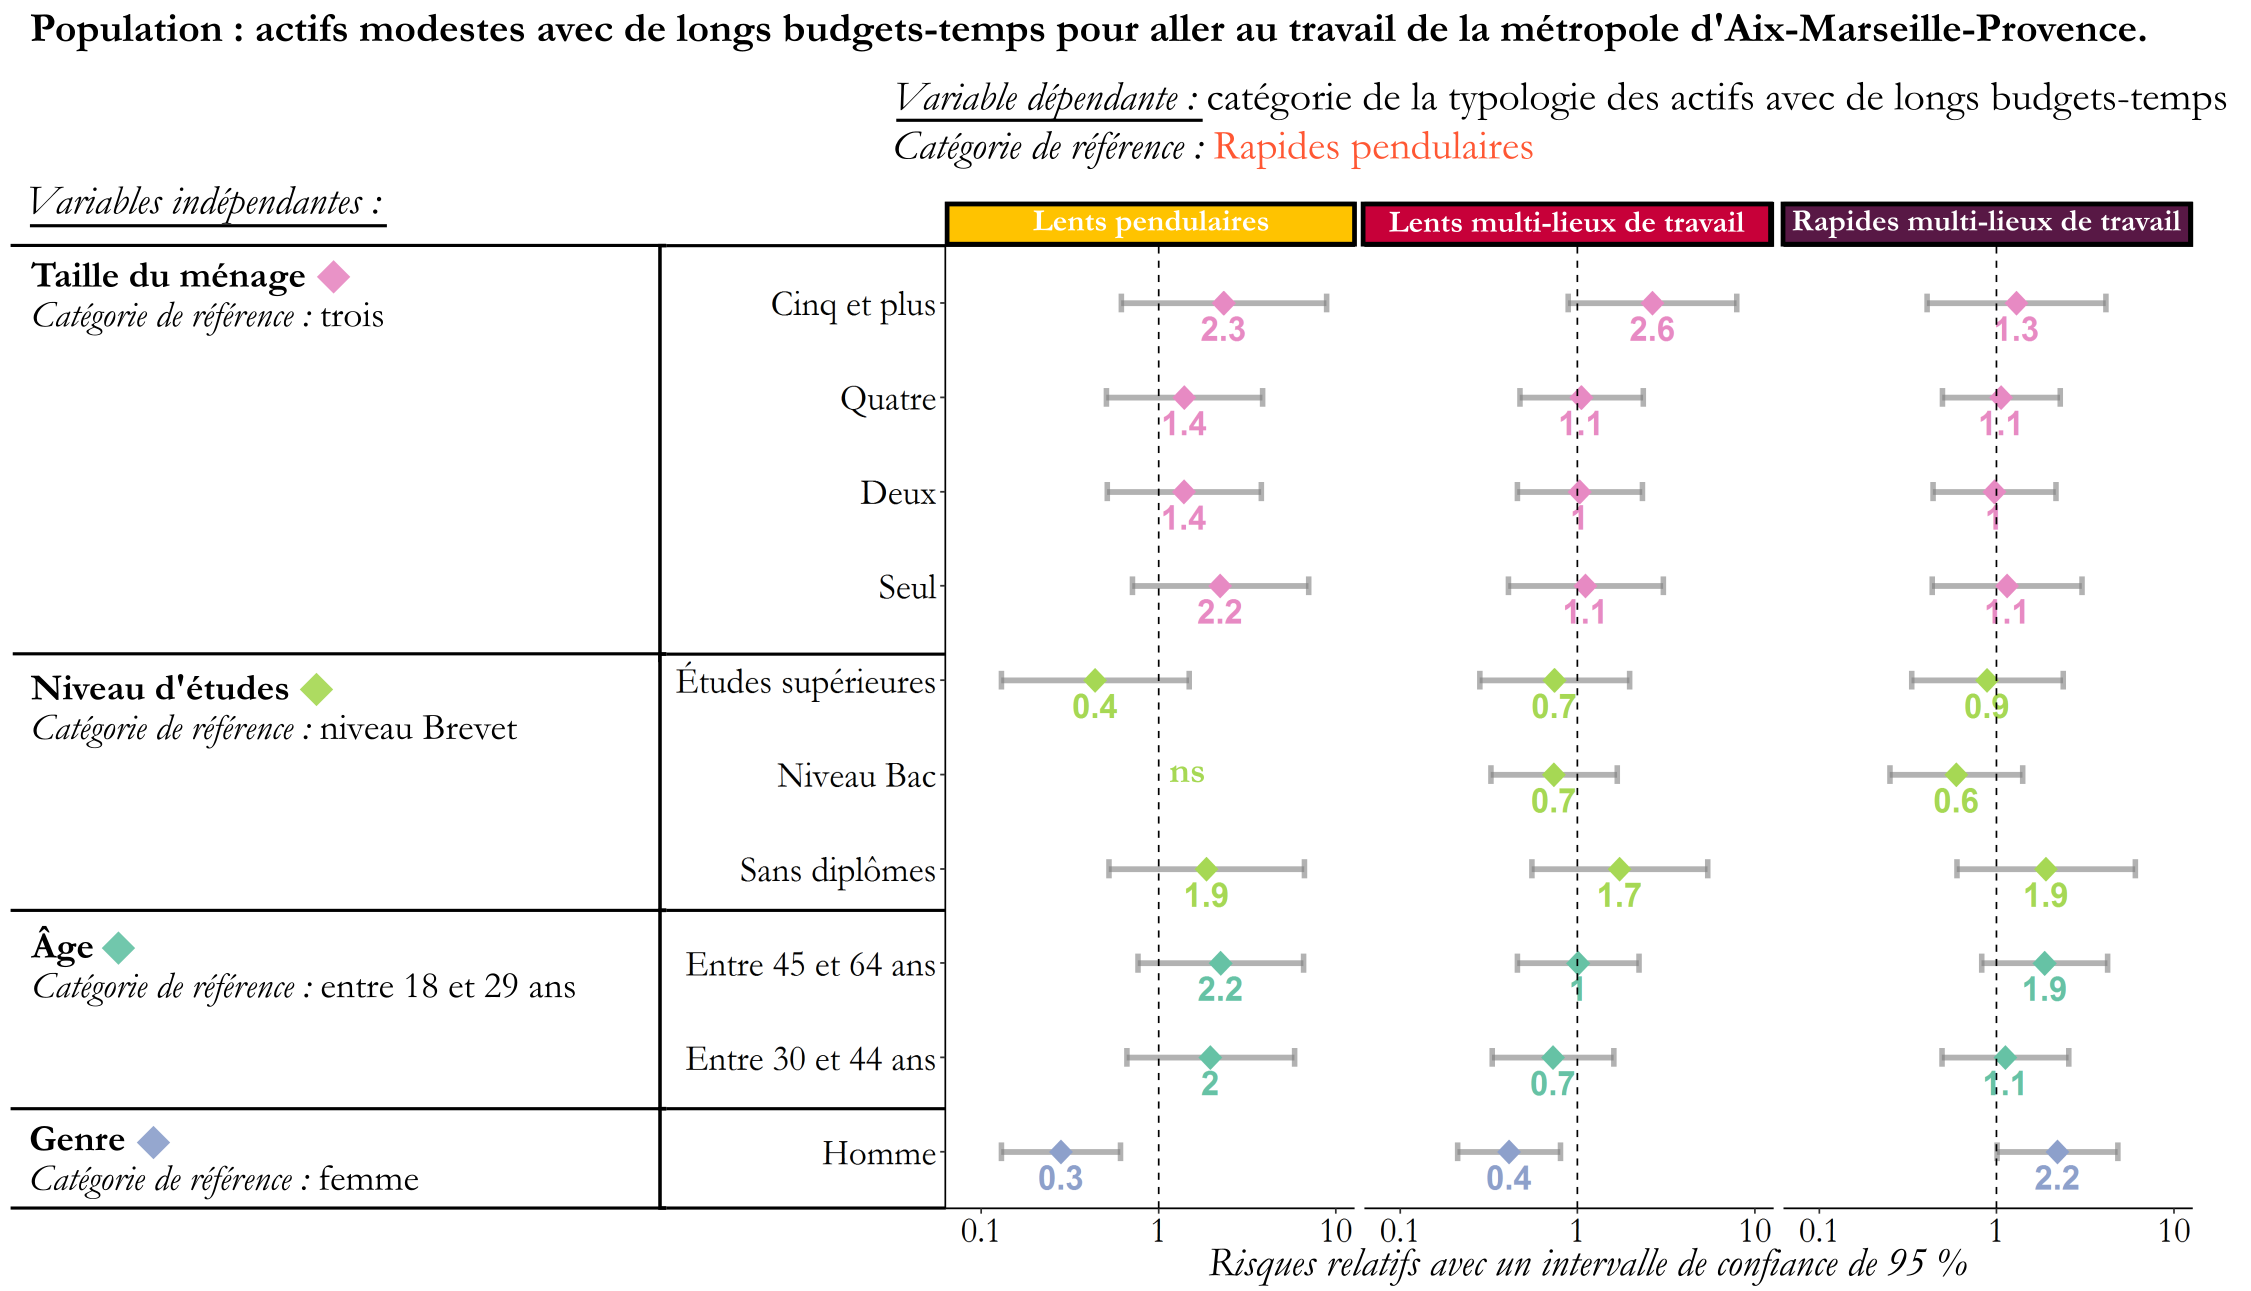 Population : actifs modestes avec de longs budgets-temps pour aller au travail de la métropole d'Aix-Marseille-Provence.
Variable dépendante : catégorie de la typologie des actifs avec de longs budgets-temps
Catégorie de référence : Rapides pendulaires
Variables indépendantes :
Lents pendulaires
Lents multi-lieux de travail
Rapides multi-lieux de travail
Taille du ménage
Catégorie de référence : trois
Cinq et plus
2.3
2.6
1.3
Quatre
1.4
1.1
1.1
Deux
1.4
1
1
Seul
2.2
1.1
1.1
Niveau d'études
Catégorie de référence : niveau Brevet
Études supérieures
0.4
0.7
0.9
Niveau Bac
ns
0.7
0.6
Sans diplômes
1.9
1.7
1.9
Âge
Catégorie de référence : entre 18 et 29 ans
Entre 45 et 64 ans
2.2
1
1.9
Entre 30 et 44 ans
2
0.7
1.1
Genre
Catégorie de référence : femme
Homme
0.3
0.4
2.2
0.1 1 10
0.1 1 10
0.1 1 10
Risques relatifs avec un intervalle de confiance de 95 %